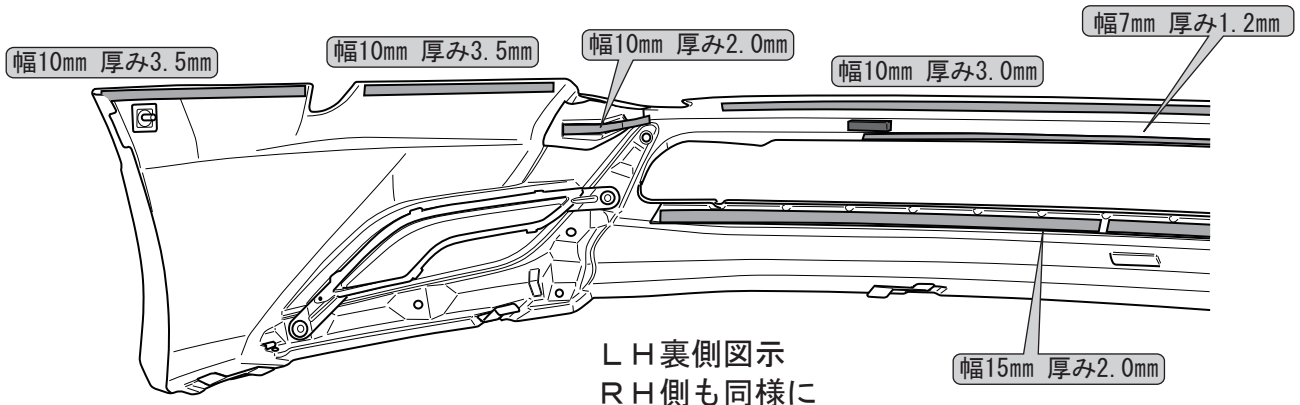 幅7mm 厚み1.2mm
幅10mm 厚み3.5mm
幅10mm 厚み3.5mm
幅10mm 厚み2.0mm
幅10mm 厚み3.0mm
ＬＨ裏側図示
ＲＨ側も同様に
幅15mm 厚み2.0mm